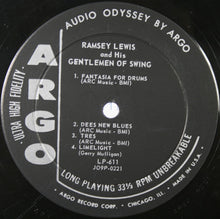 AUDIO ODYSSEY BY ARGO
ULTRA HIGH FIDELITY
ARGO
RAMSEY LEWIS
and His
GENTLEMEN OF SWING
1. FANTASIA FOR DRUMS
(ARC Music - BMI)
2. DEES NEW BLUES
(ARC Music - BMI)
3. TRES
(ARC Music - BMI)
4. LIMELIGHT
(Gerry Mulligan)
LP-611
JO9P-0221
LONG PLAYING 33⅓ RPM UNBREAKABLE
ARGO RECORD CORP. CHICAGO, ILL. MADE IN U.S.A.